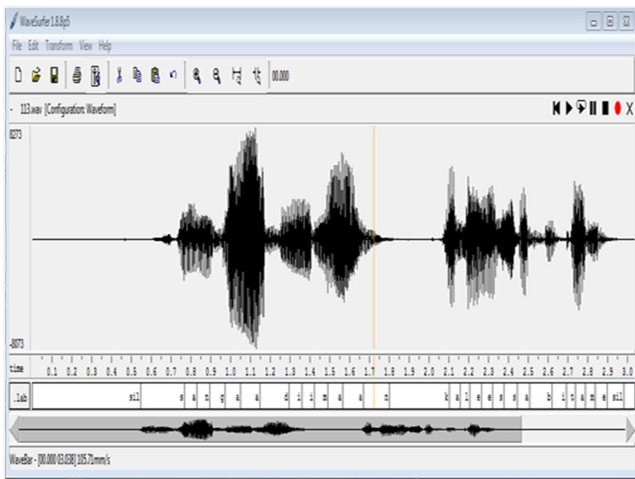 WaveSurfer 1.8.8p5
File Edit Transform View Help
00.000
- 113.wav [Configuration: Waveform] X
8273
-8073
time 0.1 0.2 0.3 0.4 0.5 0.6 0.7 0.8 0.9 1.0 1.1 1.2 1.3 1.4 1.5 1.6 1.7 1.8 1.9 2.0 2.1 2.2 2.3 2.4 2.5 2.6 2.7 2.8 2.9 3.0
.lab sil s a n g a a d i i m a a n k a l e e s s a b i t a m e sil
WaveBar - [00.000 03.038] 105.71mm/s